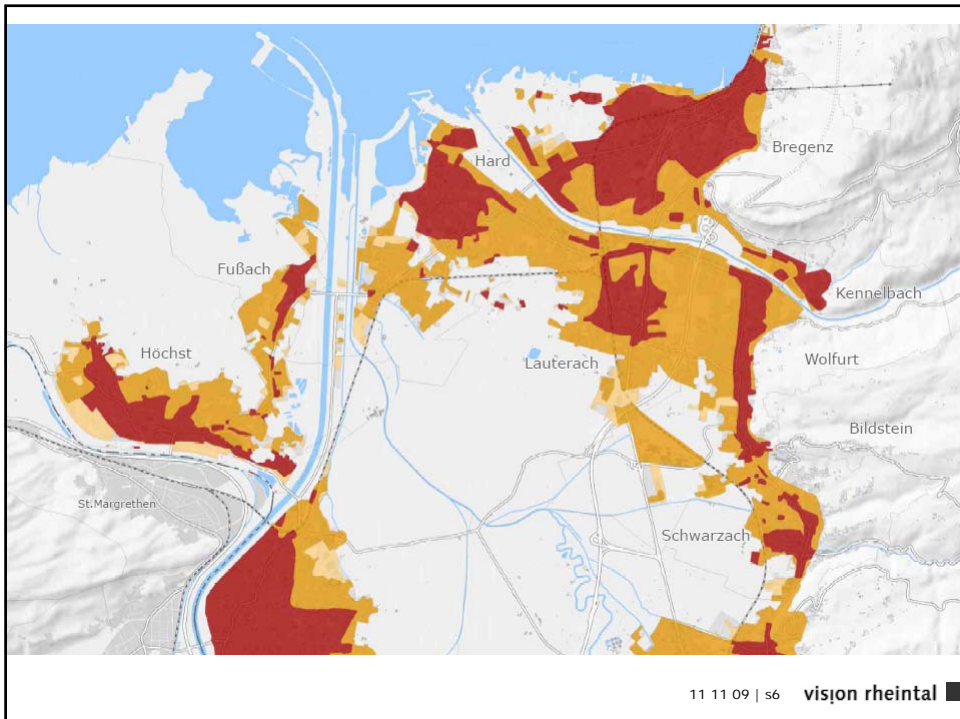 Bregenz
Hard
Fußach
Kennelbach
Höchst
Lauterach
Wolfurt
Bildstein
St.Margrethen
Schwarzach
11 11 09 | s6 vision rheintal